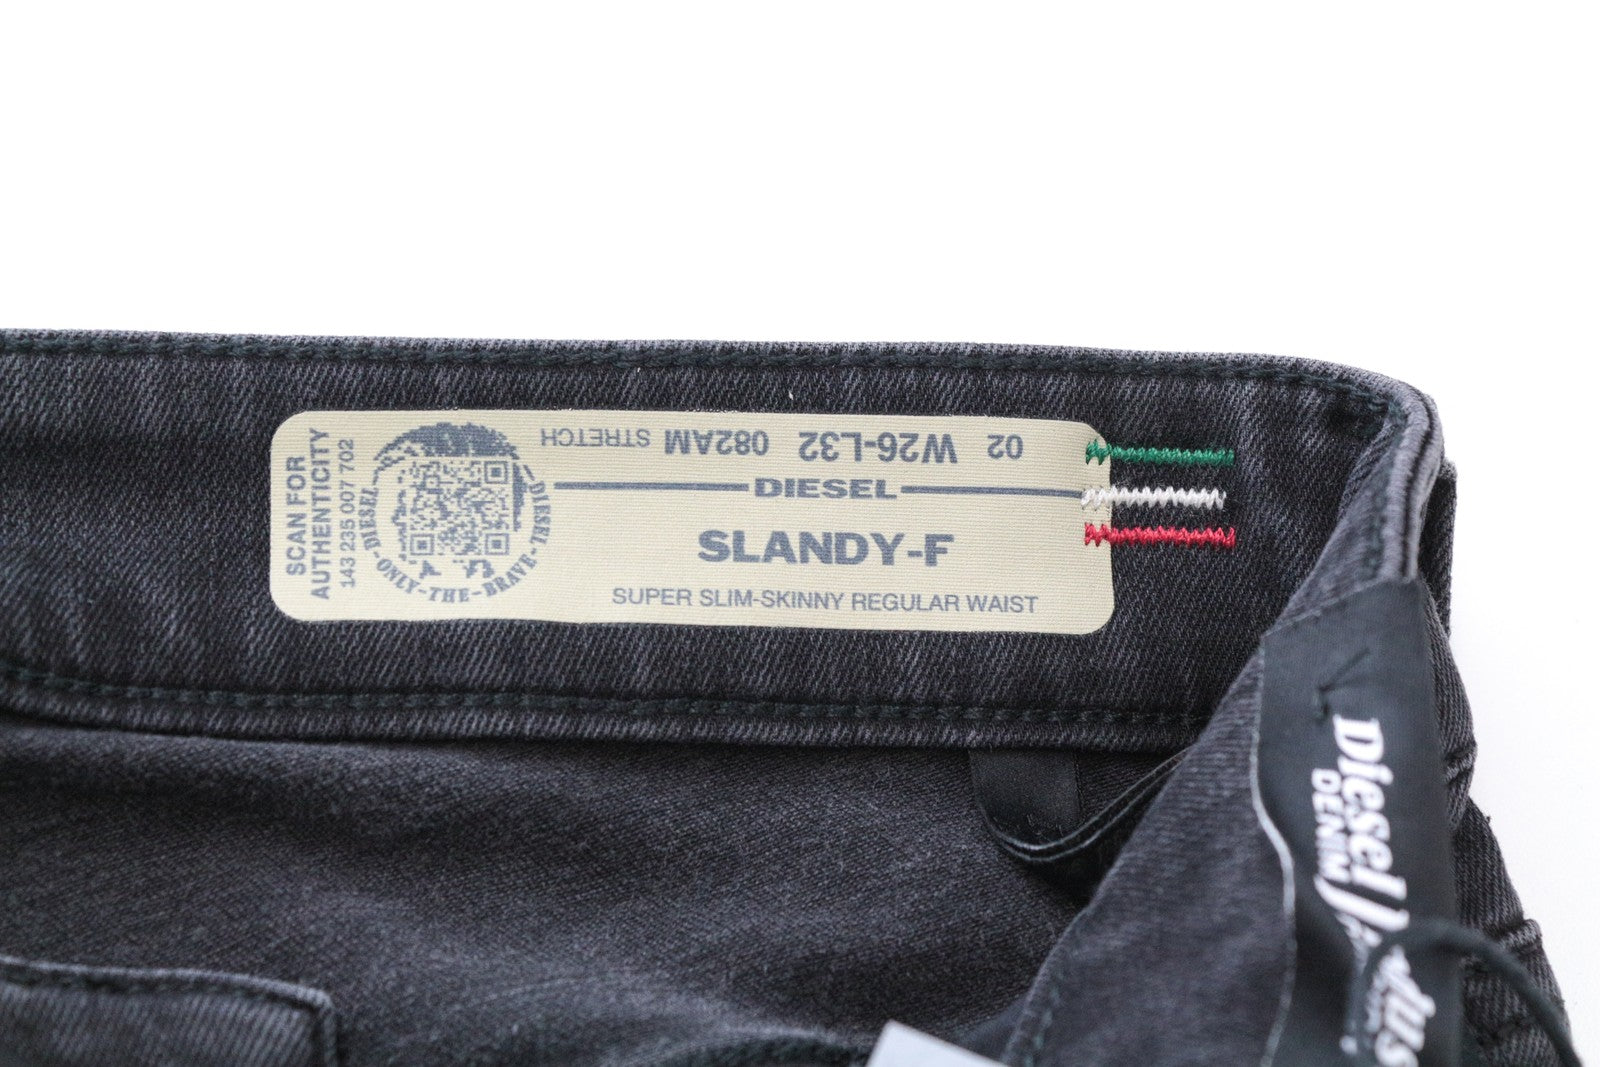 SCAN FOR
AUTHENTICITY
143 235 007 702
DIESEL
ONLY-THE-BRAVE-DIESEL
02 W26-L32 082AM STRETCH
DIESEL
SLANDY-F
SUPER SLIM-SKINNY REGULAR WAIST
Diesel
DENIM